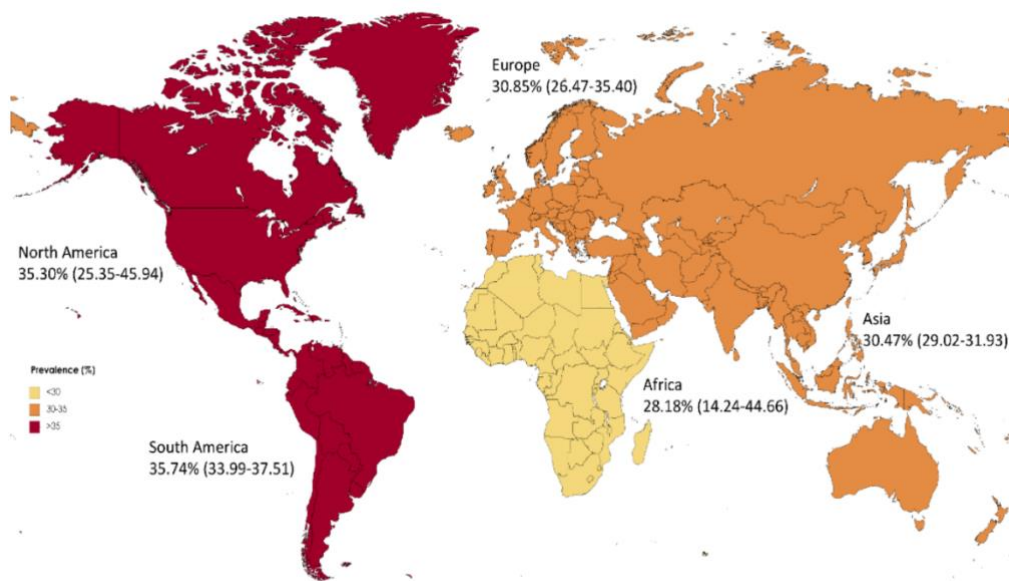 Europe
30.85% (26.47-35.40)
North America
35.30% (25.35-45.94)
Asia
30.47% (29.02-31.93)
Prevalence (%)
<30
30-35
>35
Africa
28.18% (14.24-44.66)
South America
35.74% (33.99-37.51)